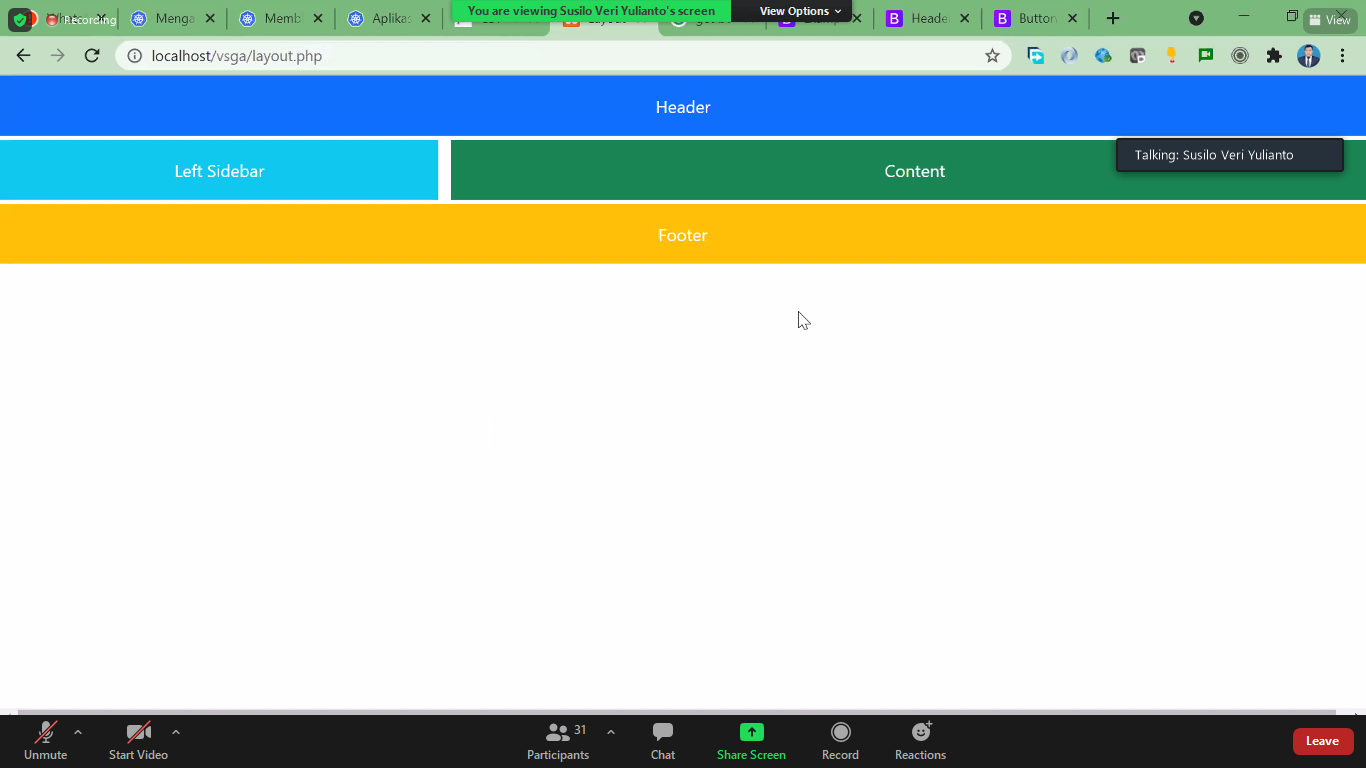 Recording
Menga
Memb
Aplikas
You are viewing Susilo Veri Yulianto's screen
View Options
Heade
Button
View
localhost/vsga/layout.php
Header
Talking: Susilo Veri Yulianto
Left Sidebar
Content
Footer
Unmute
Start Video
31
Participants
Chat
Share Screen
Record
Reactions
Leave